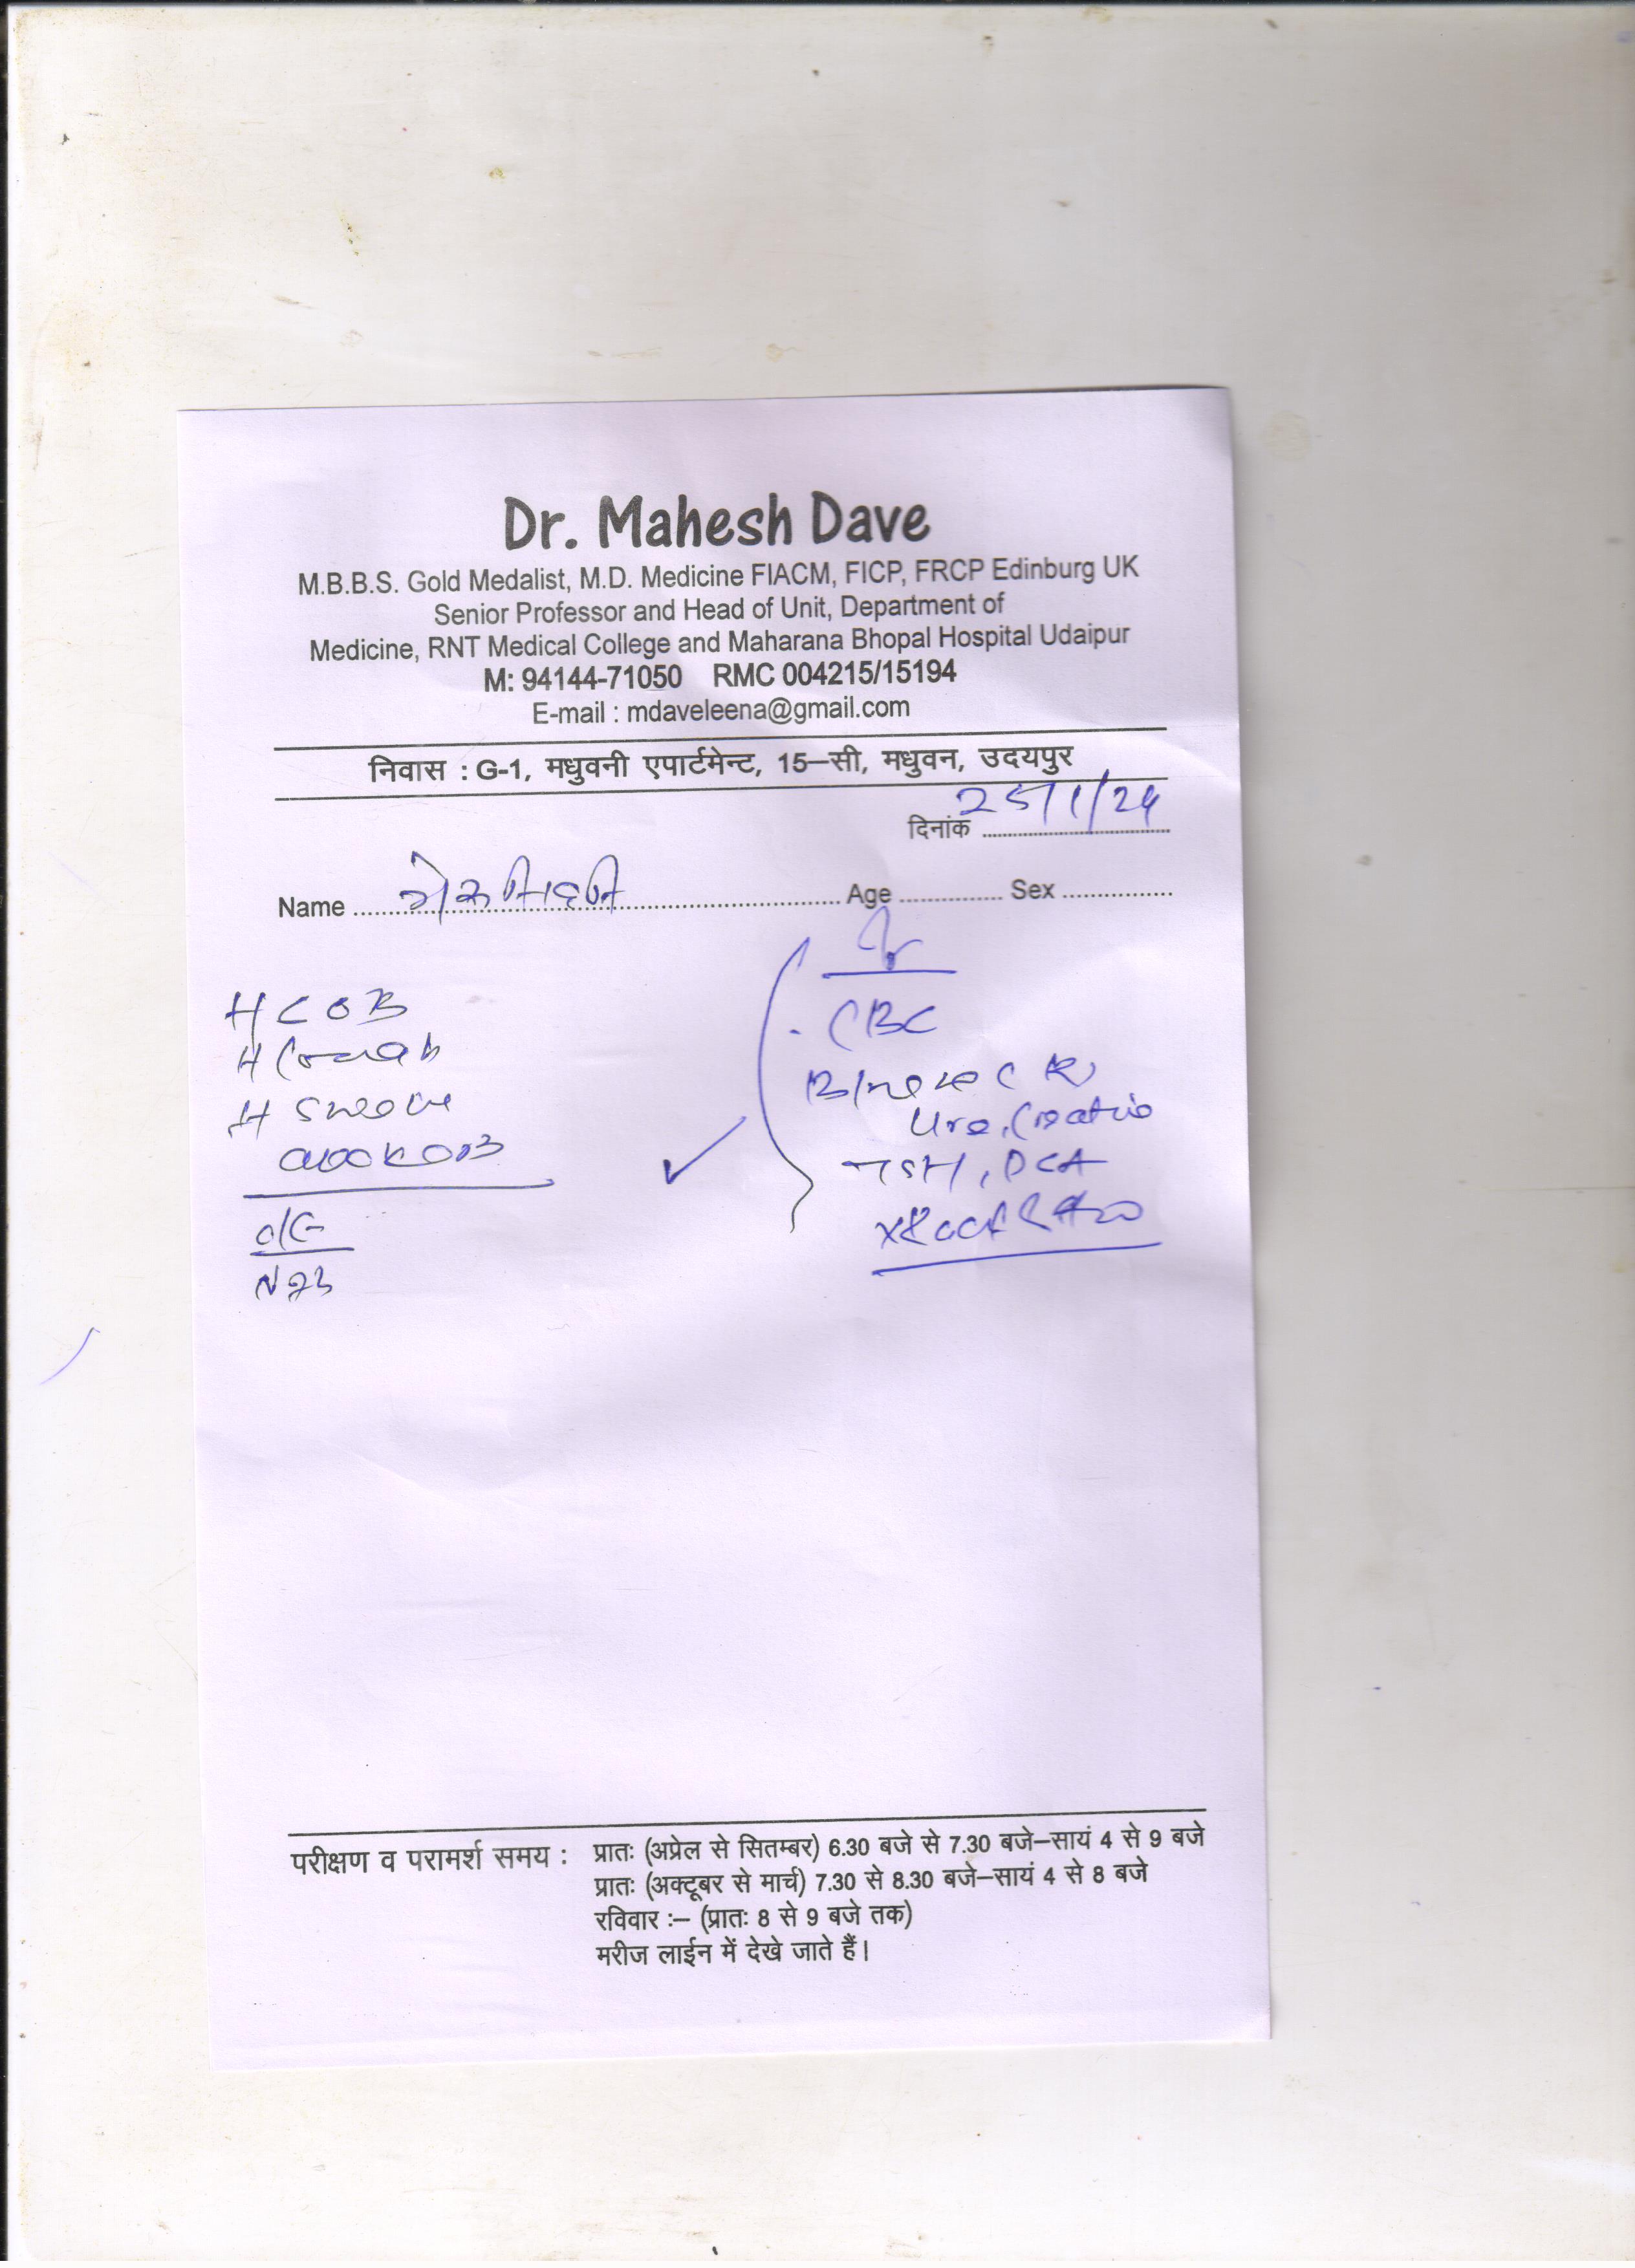 Dr. Mahesh Dave
M.B.B.S. Gold Medalist, M.D. Medicine FIACM, FICP, FRCP Edinburg UK
Senior Professor and Head of Unit, Department of
Medicine, RNT Medical College and Maharana Bhopal Hospital Udaipur
M: 94144-71050 RMC 004215/15194
E-mail : mdaveleena@gmail.com
निवास : G-1, मधुवनी एपार्टमेन्ट, 15–सी, मधुवन, उदयपुर
दिनांक 25/1/24
Name Age Sex
H C O B
H
H
O/E
CBC
TSH,
परीक्षण व परामर्श समय : प्रातः (अप्रेल से सितम्बर) 6.30 बजे से 7.30 बजे–सायं 4 से 9 बजे
प्रातः (अक्टूबर से मार्च) 7.30 से 8.30 बजे–सायं 4 से 8 बजे
रविवार :– (प्रातः 8 से 9 बजे तक)
मरीज लाईन में देखे जाते हैं।